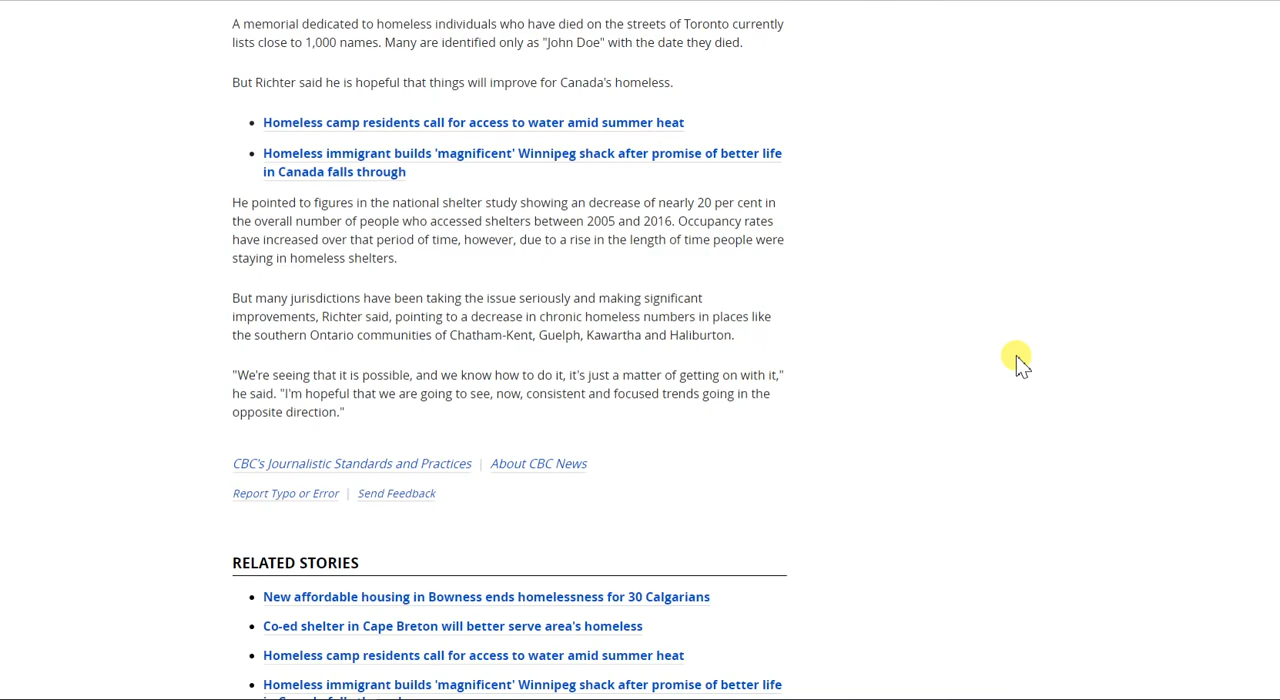 A memorial dedicated to homeless individuals who have died on the streets of Toronto currently
lists close to 1,000 names. Many are identified only as "John Doe" with the date they died.
But Richter said he is hopeful that things will improve for Canada's homeless.
• Homeless camp residents call for access to water amid summer heat
• Homeless immigrant builds 'magnificent' Winnipeg shack after promise of better life
in Canada falls through
He pointed to figures in the national shelter study showing an decrease of nearly 20 per cent in
the overall number of people who accessed shelters between 2005 and 2016. Occupancy rates
have increased over that period of time, however, due to a rise in the length of time people were
staying in homeless shelters.
But many jurisdictions have been taking the issue seriously and making significant
improvements, Richter said, pointing to a decrease in chronic homeless numbers in places like
the southern Ontario communities of Chatham-Kent, Guelph, Kawartha and Haliburton.
"We're seeing that it is possible, and we know how to do it, it's just a matter of getting on with it,"
he said. "I'm hopeful that we are going to see, now, consistent and focused trends going in the
opposite direction."
CBC's Journalistic Standards and Practices | About CBC News
Report Typo or Error | Send Feedback
RELATED STORIES
• New affordable housing in Bowness ends homelessness for 30 Calgarians
• Co-ed shelter in Cape Breton will better serve area's homeless
• Homeless camp residents call for access to water amid summer heat
• Homeless immigrant builds 'magnificent' Winnipeg shack after promise of better life